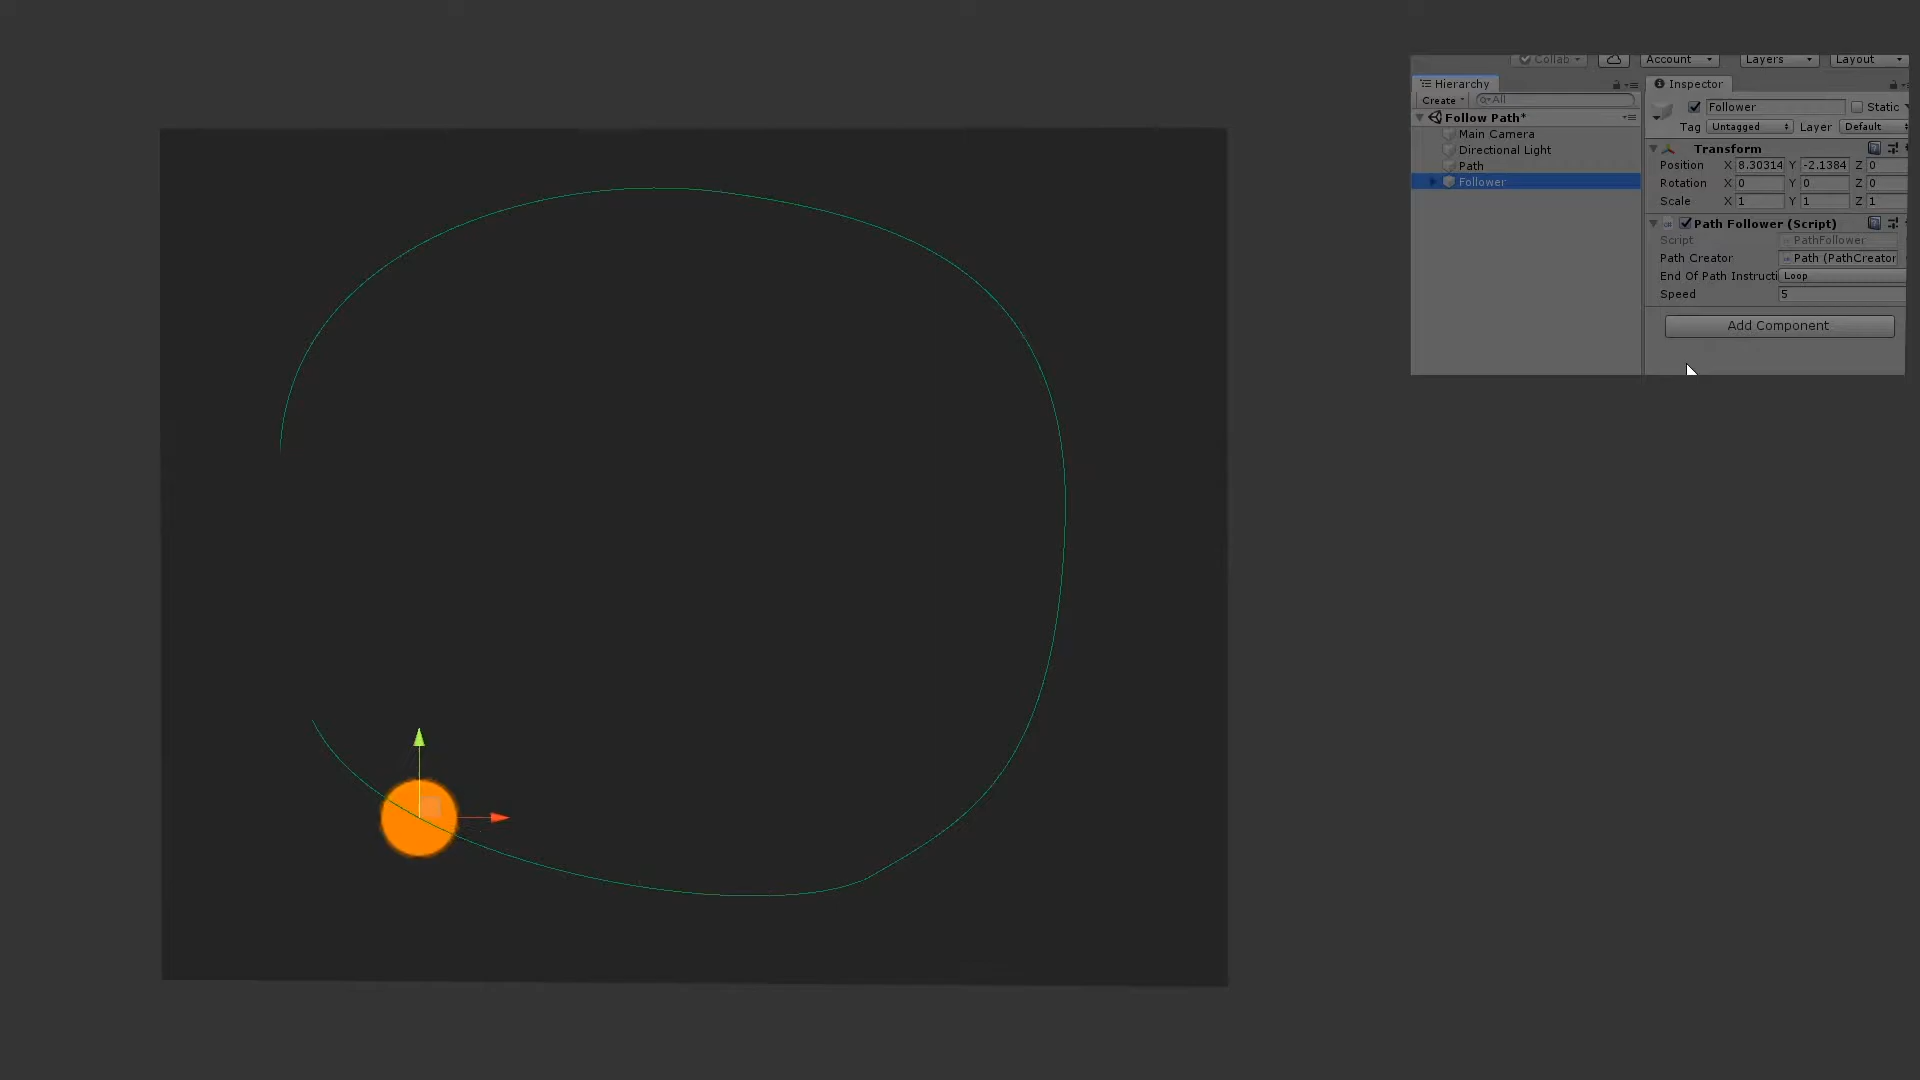 Collab Account Layers Layout
Hierarchy
Create All
Follow Path*
Main Camera
Directional Light
Path
Follower
Inspector
Follower Static
Tag Untagged Layer Default
Transform
Position X 8.30314 Y -2.1384 Z 0
Rotation X 0 Y 0 Z 0
Scale X 1 Y 1 Z 1
Path Follower (Script)
Script PathFollower
Path Creator Path (PathCreator
End Of Path Instructi Loop
Speed 5
Add Component